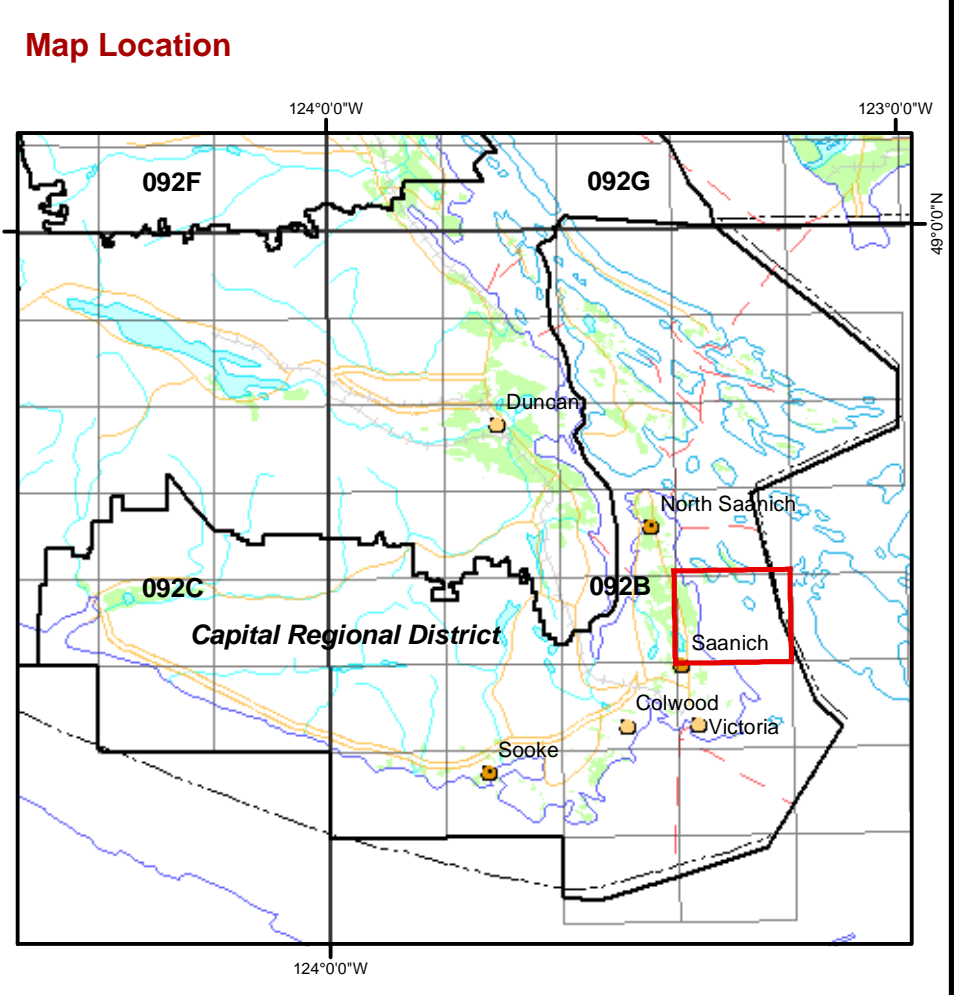 Map Location
124°0'0"W
123°0'0"W
092F
092G
49°0'0"N
Duncan
North Saanich
092C
092B
Capital Regional District
Saanich
Colwood
Victoria
Sooke
124°0'0"W